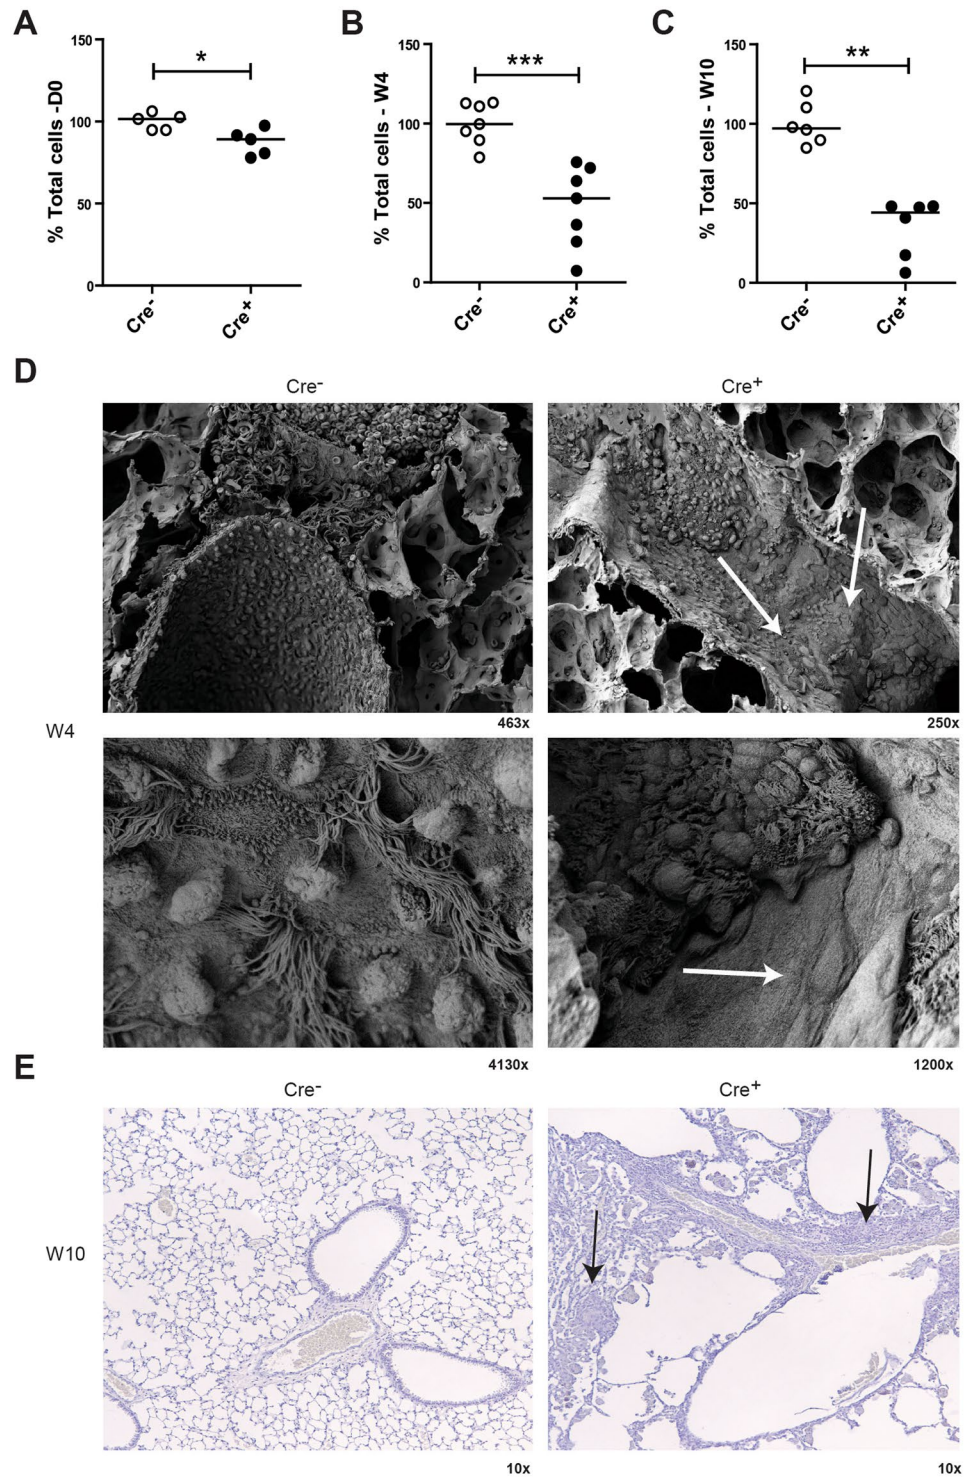 A
B
C
% Total cells -D0
150
100
50
0
*
Cre-
Cre+
% Total cells - W4
150
100
50
0
***
Cre-
Cre+
% Total cells - W10
150
100
50
0
**
Cre-
Cre+
D
Cre-
Cre+
W4
463x
250x
4130x
1200x
E
Cre-
Cre+
W10
10x
10x